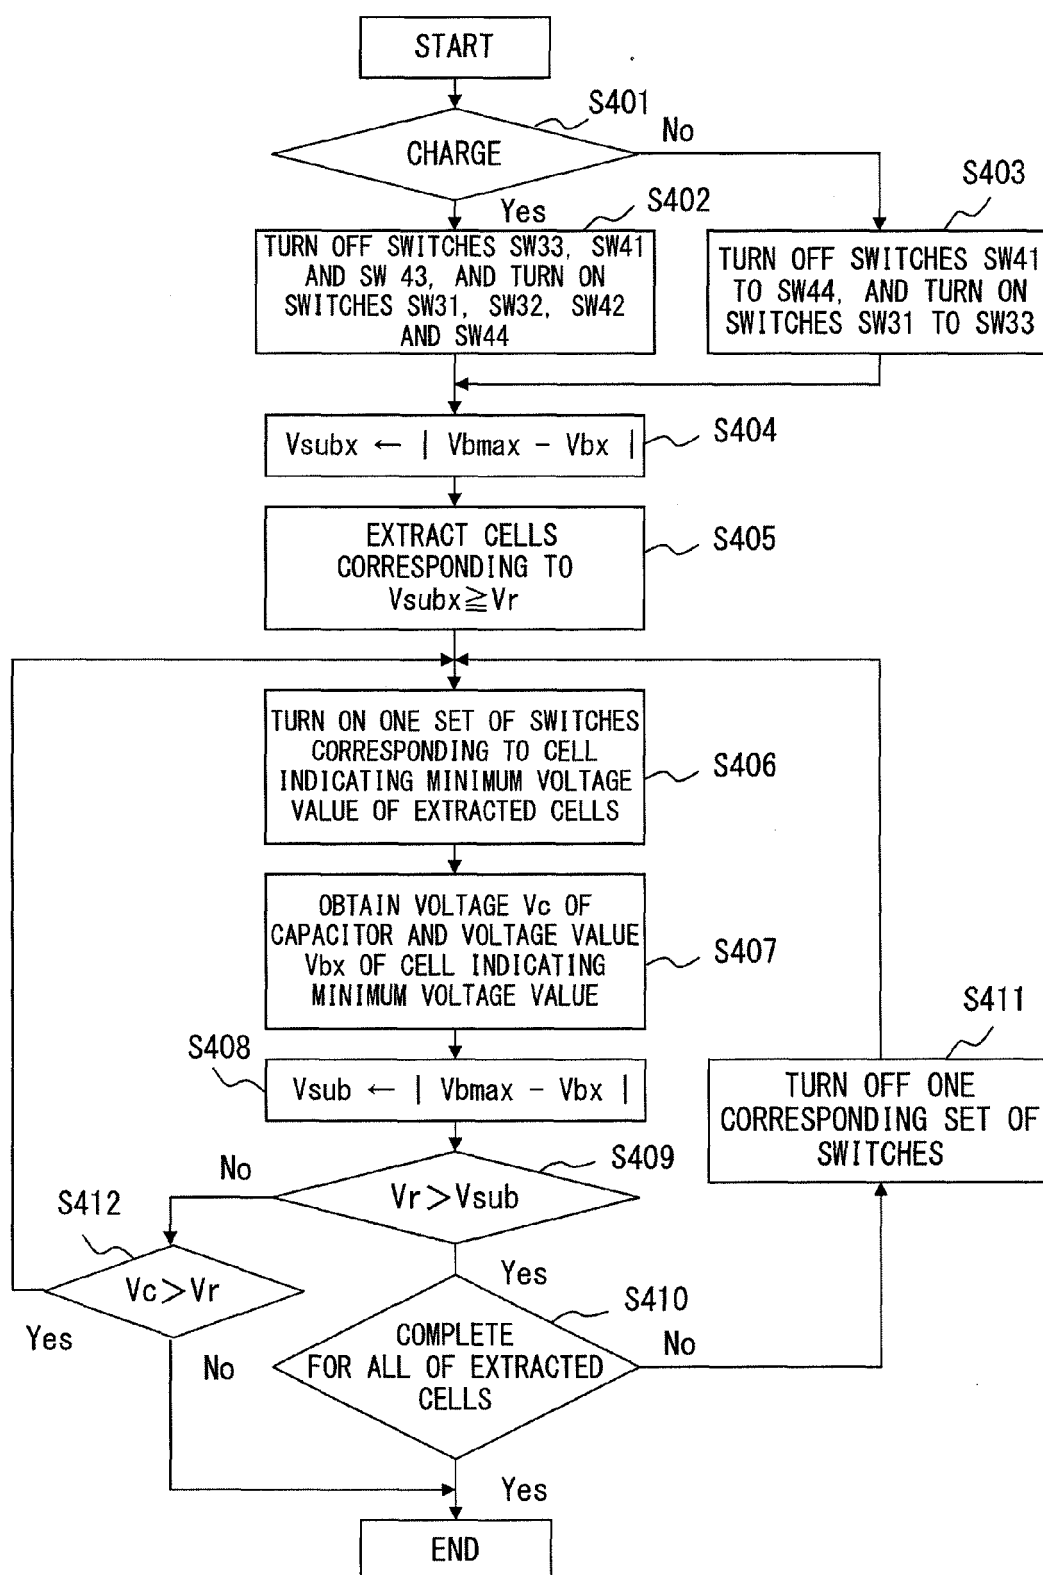 START
S401
CHARGE
No
Yes
S402
TURN OFF SWITCHES SW33, SW41
AND SW 43, AND TURN ON
SWITCHES SW31, SW32, SW42
AND SW44
S403
TURN OFF SWITCHES SW41
TO SW44, AND TURN ON
SWITCHES SW31 TO SW33
Vsubx ← | Vbmax - Vbx |
S404
EXTRACT CELLS
CORRESPONDING TO
Vsubx≧Vr
S405
TURN ON ONE SET OF SWITCHES
CORRESPONDING TO CELL
INDICATING MINIMUM VOLTAGE
VALUE OF EXTRACTED CELLS
S406
OBTAIN VOLTAGE Vc OF
CAPACITOR AND VOLTAGE VALUE
Vbx OF CELL INDICATING
MINIMUM VOLTAGE VALUE
S407
S408
Vsub ← | Vbmax - Vbx |
S411
TURN OFF ONE
CORRESPONDING SET OF
SWITCHES
S409
Vr>Vsub
No
Yes
S412
Vc>Vr
Yes
No
S410
COMPLETE
FOR ALL OF EXTRACTED
CELLS
No
Yes
END